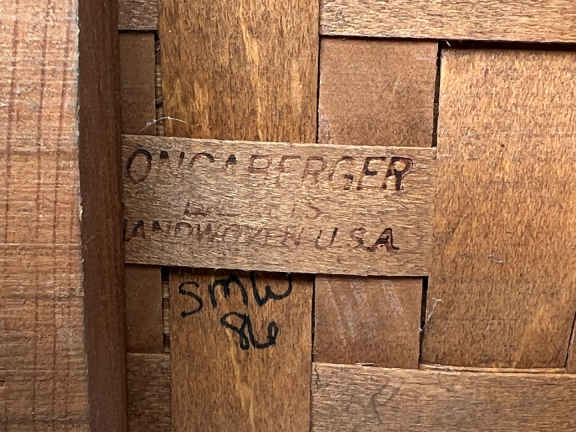 ONGABERGER
ANDWOVEN U.S.A
SMW
86